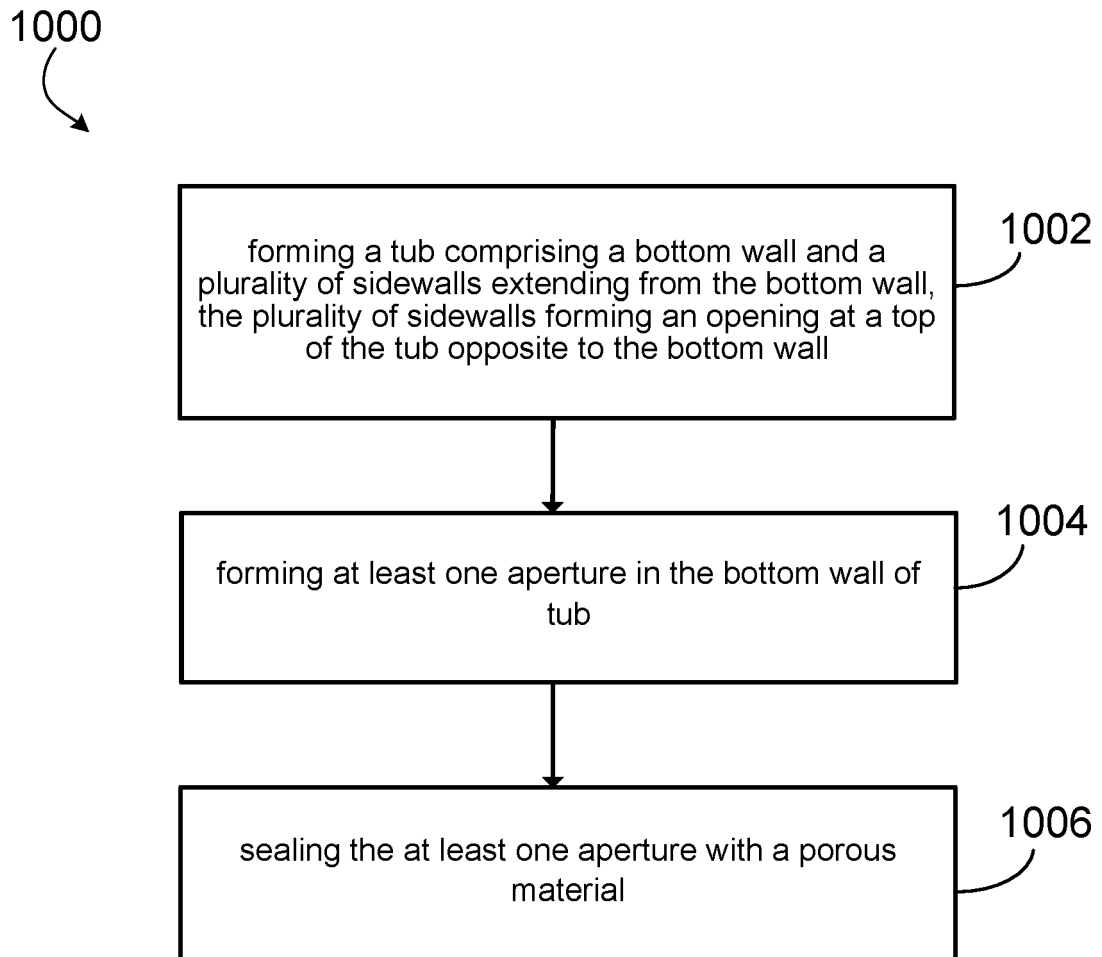 1000
forming a tub comprising a bottom wall and a
plurality of sidewalls extending from the bottom wall,
the plurality of sidewalls forming an opening at a top
of the tub opposite to the bottom wall
1002
forming at least one aperture in the bottom wall of
tub
1004
sealing the at least one aperture with a porous
material
1006